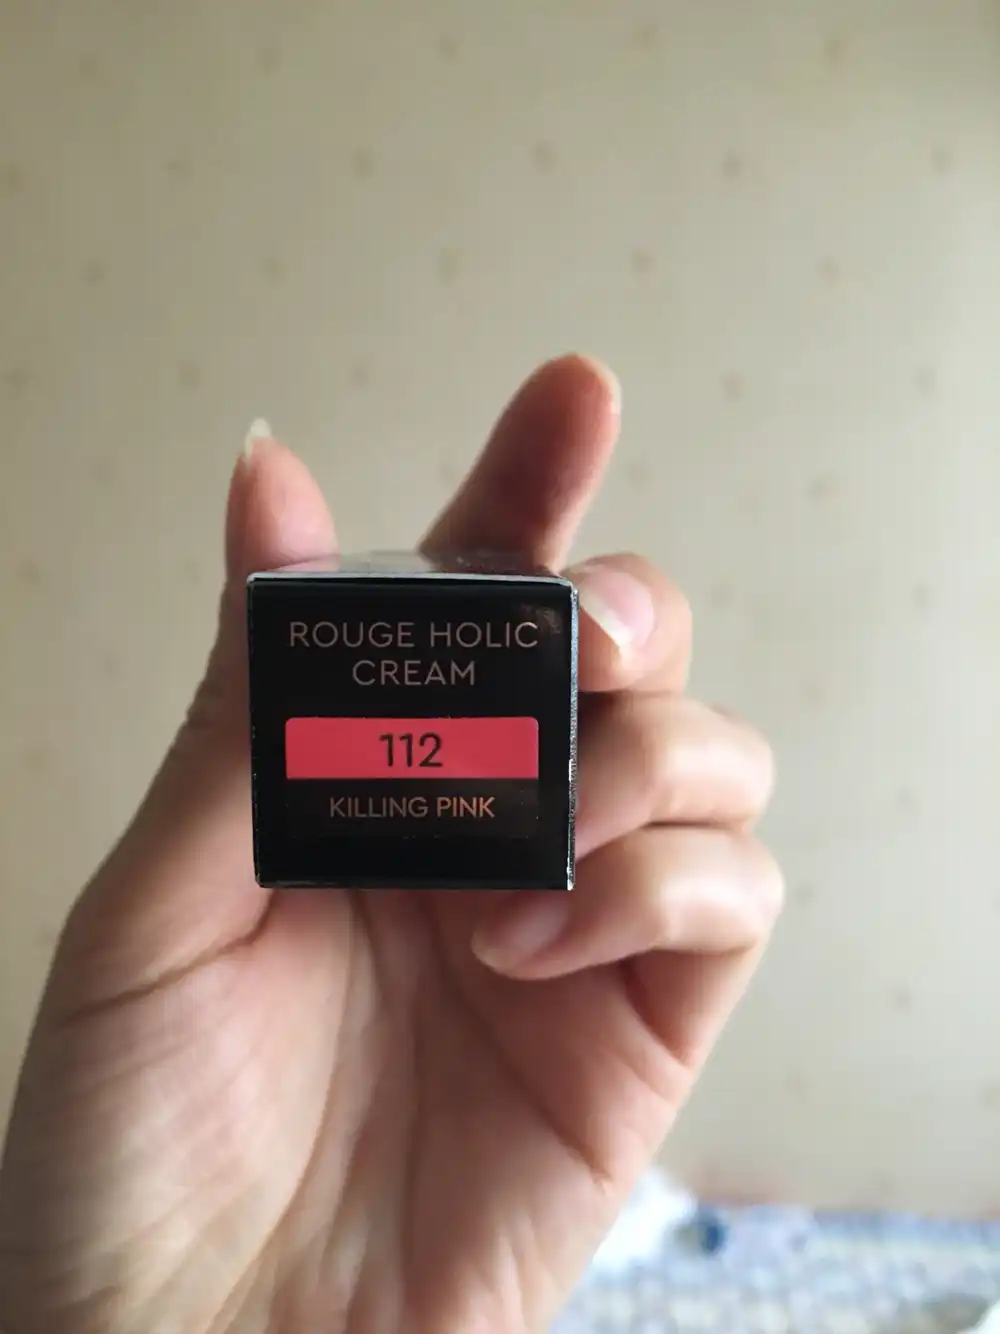 ROUGE HOLIC
CREAM
112
KILLING PINK